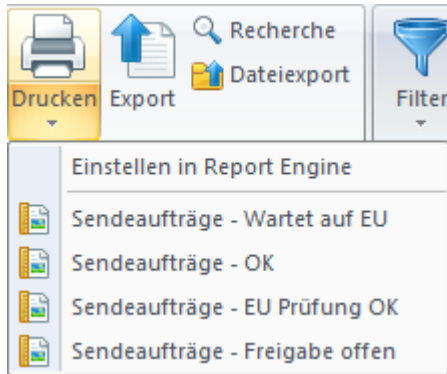 Recherche
Dateiexport
Drucken Export Filter
Einstellen in Report Engine
Sendeaufträge - Wartet auf EU
Sendeaufträge - OK
Sendeaufträge - EU Prüfung OK
Sendeaufträge - Freigabe offen